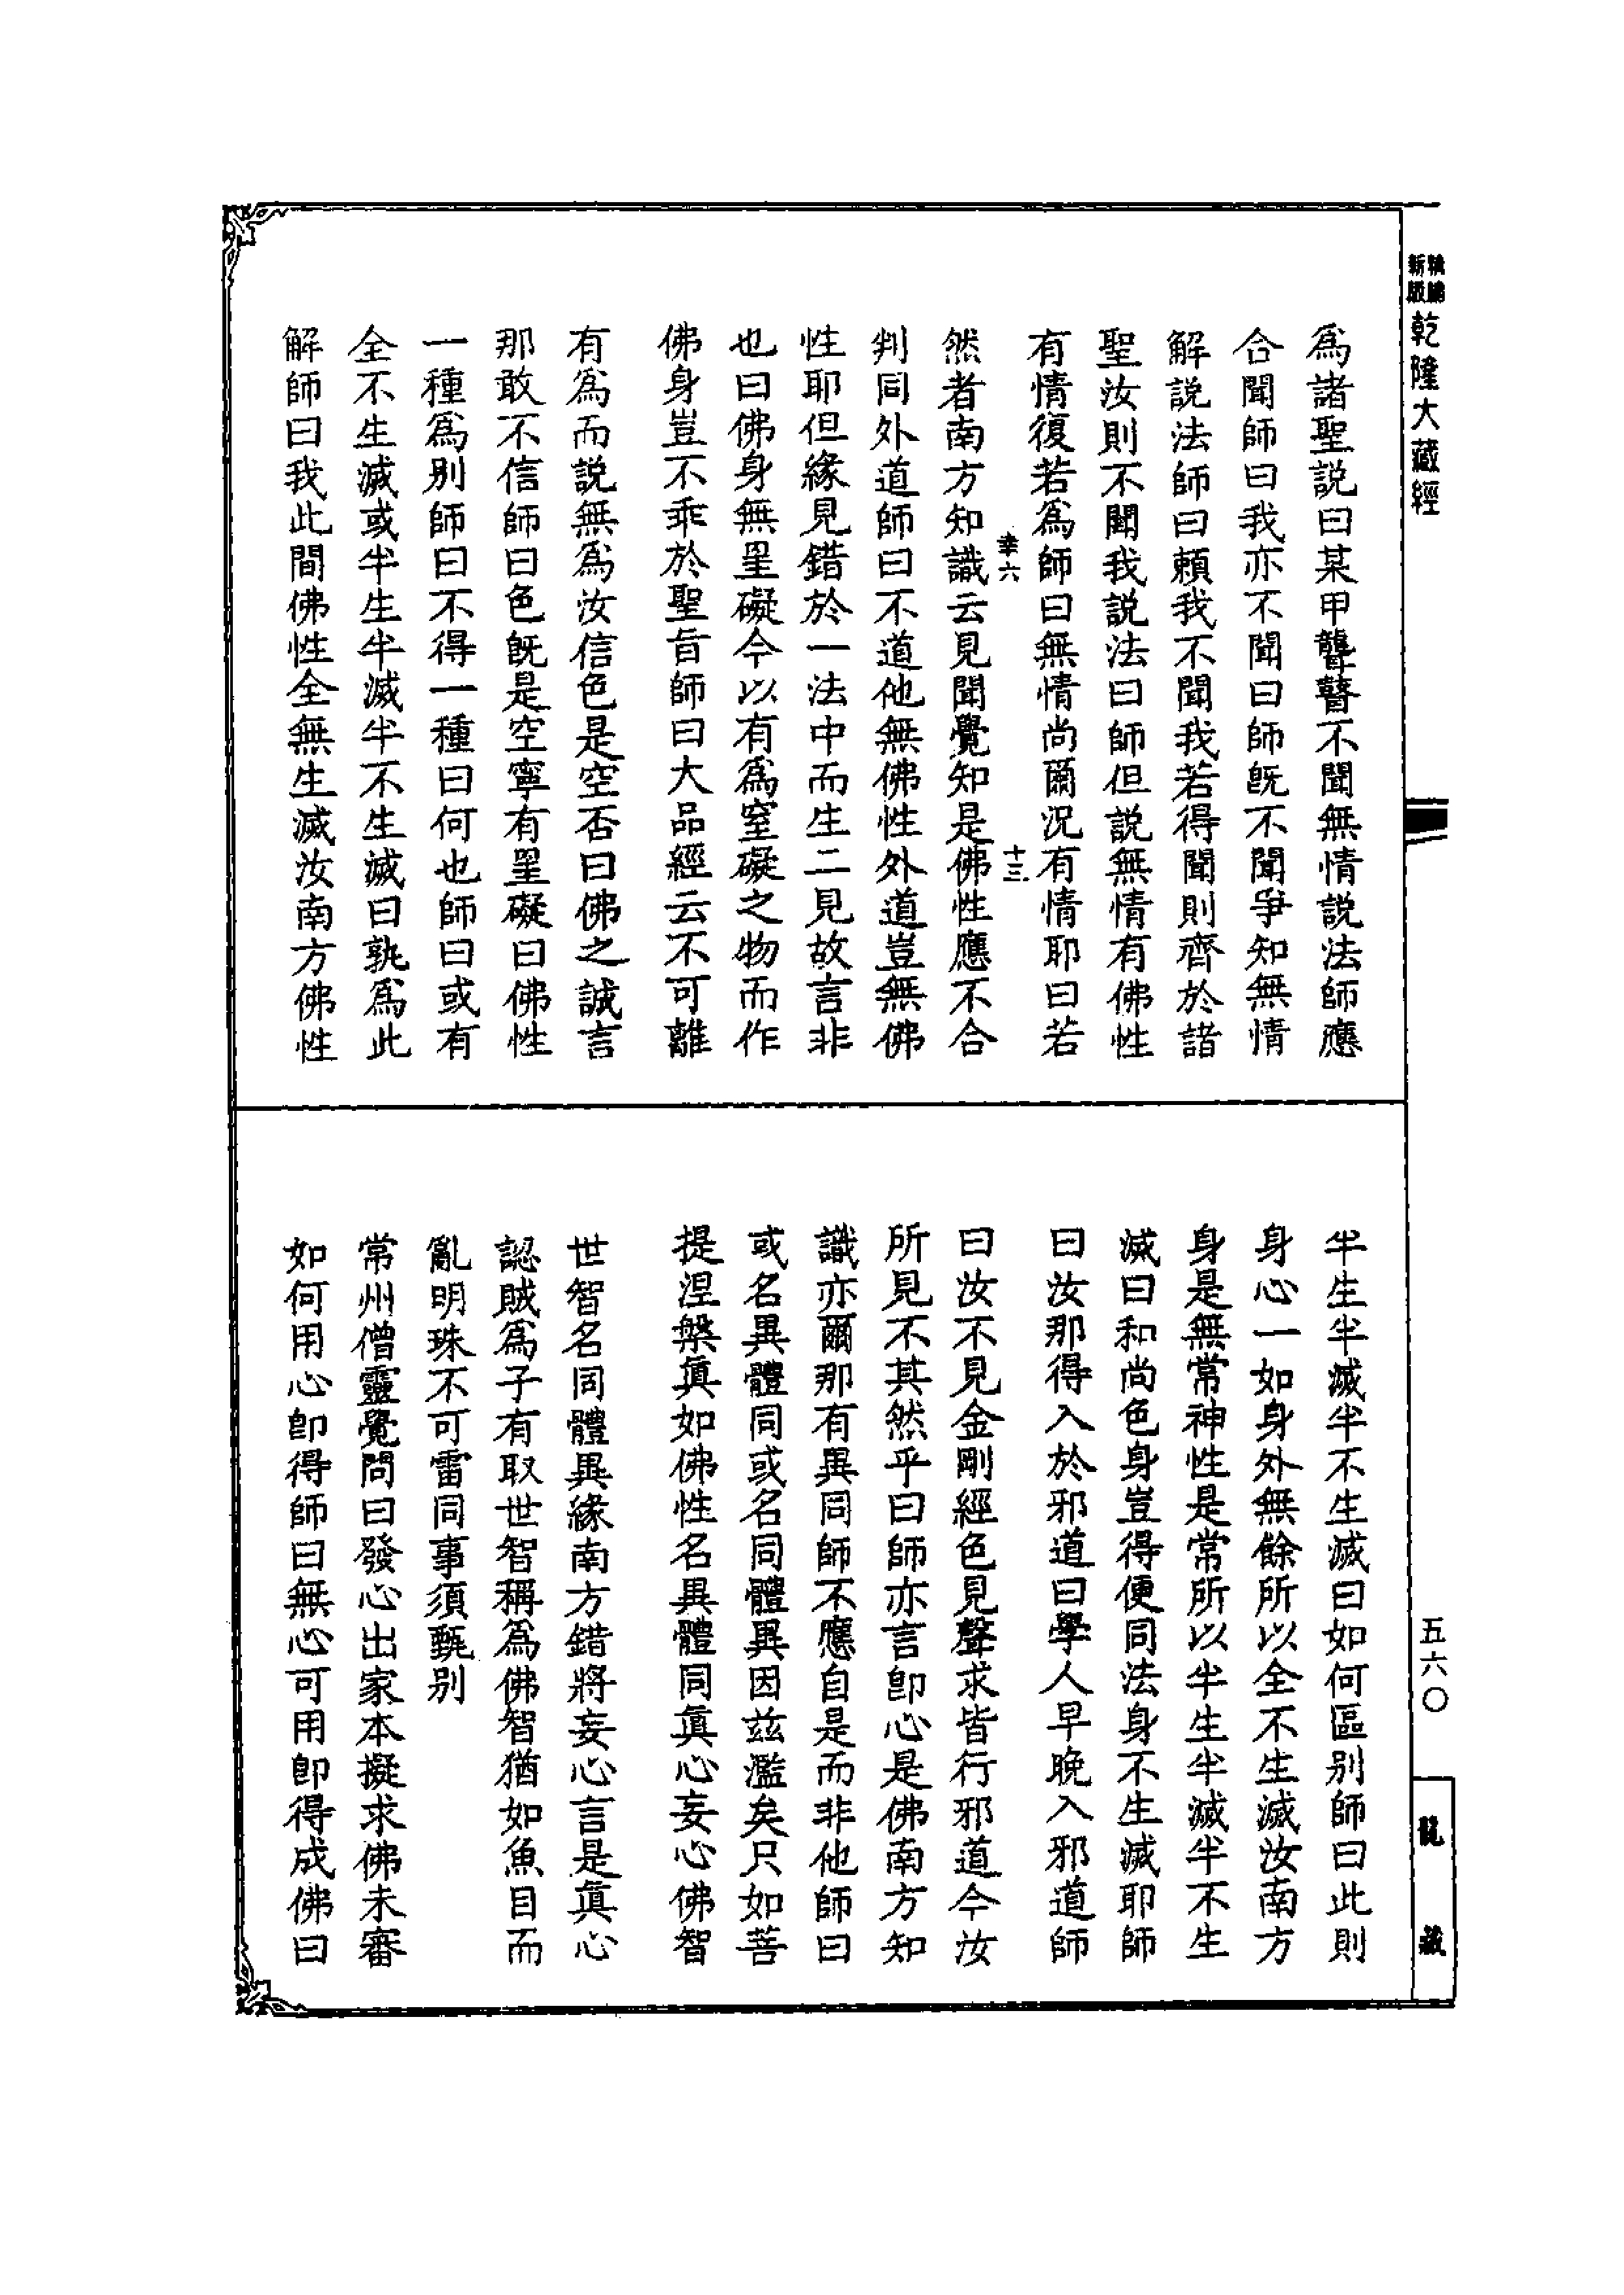 新版
乾隆大藏經
為諸聖說曰某甲聾瞽不聞無情說法師應
合聞師曰我亦不聞曰師旣不聞爭知無情
解說法師曰賴我不聞我若得聞則齊於諸
聖汝則不聞我說法曰師但說無情有佛性
有情復若為師曰無情尚爾況有情耶曰若
十三
然者南方知識云見聞覺知是佛性應不合
判同外道師曰不道他無佛性外道豈無佛
性耶但緣見錯於一法中而生二見故言非
也曰佛身無罣礙今以有為窒礙之物而作
佛身豈不乖於聖旨師曰大品經云不可離
有為而說無為汝信色是空否曰佛之誠言
那敢不信師曰色旣是空寧有罣礙曰佛性
一種為別師曰不得一種曰何也師曰或有
全不生滅或半生半滅半不生滅曰孰為此
解師曰我此間佛性全無生滅汝南方佛性
半生半滅半不生滅曰如何區別師曰此則
身心一如身外無餘所以全不生滅汝南方
身是無常神性是常所以半生半滅半不生
滅曰和尚色身豈得便同法身不生滅耶師
曰汝那得入於邪道曰學人早晚入邪道師
曰汝不見金剛經色見聲求皆行邪道今汝
所見不其然乎曰師亦言卽心是佛南方知
識亦爾那有異同師不應自是而非他師曰
或名異體同或名同體異因玆濫矣只如菩
提涅槃眞如佛性名異體同眞心妄心佛智
世智名同體異緣南方錯將妄心言是眞心
認賊為子有取世智稱為佛智猶如魚目而
亂明珠不可雷同事須甄別
常州僧靈覺問曰發心出家本擬求佛未審
如何用心卽得師曰無心可用卽得成佛曰
五六〇
龍藏